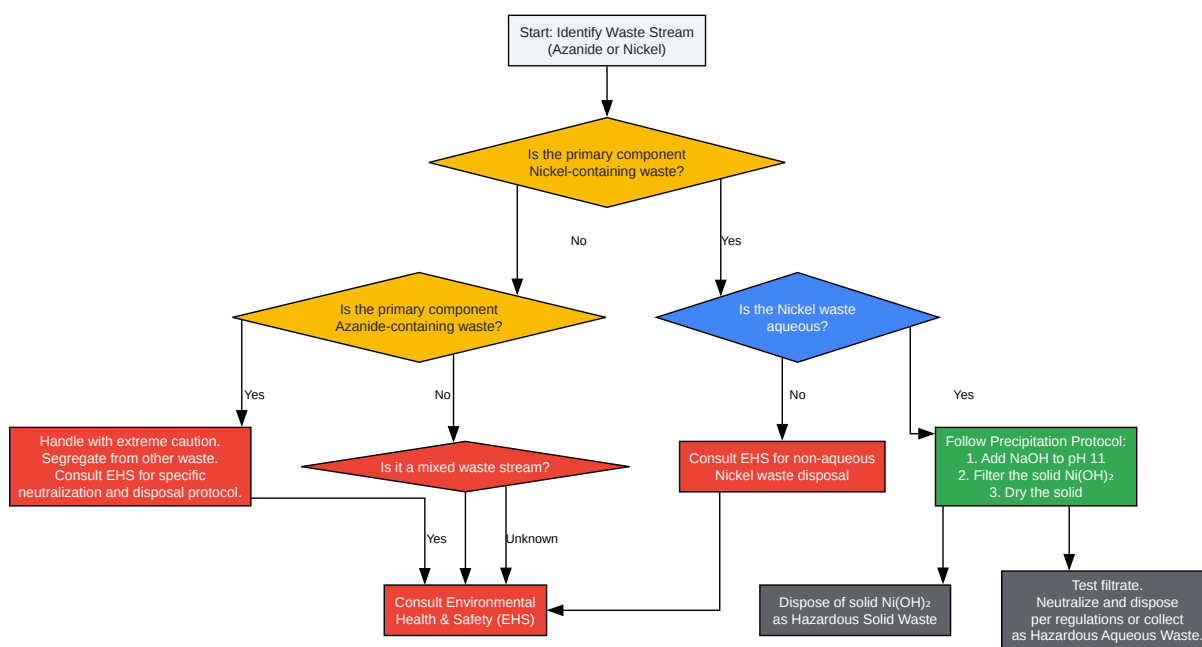 Start: Identify Waste Stream
(Azanide or Nickel)
Is the primary component
Nickel-containing waste?
No
Yes
Is the primary component
Azanide-containing waste?
Is the Nickel waste
aqueous?
Yes
No
No
Yes
Handle with extreme caution.
Segregate from other waste.
Consult EHS for specific
neutralization and disposal protocol.
Is it a mixed waste stream?
Consult EHS for non-aqueous
Nickel waste disposal
Follow Precipitation Protocol:
1. Add NaOH to pH 11
2. Filter the solid Ni(OH)₂
3. Dry the solid
Yes
Unknown
Consult Environmental
Health & Safety (EHS)
Dispose of solid Ni(OH)₂
as Hazardous Solid Waste
Test filtrate.
Neutralize and dispose
per regulations or collect
as Hazardous Aqueous Waste.